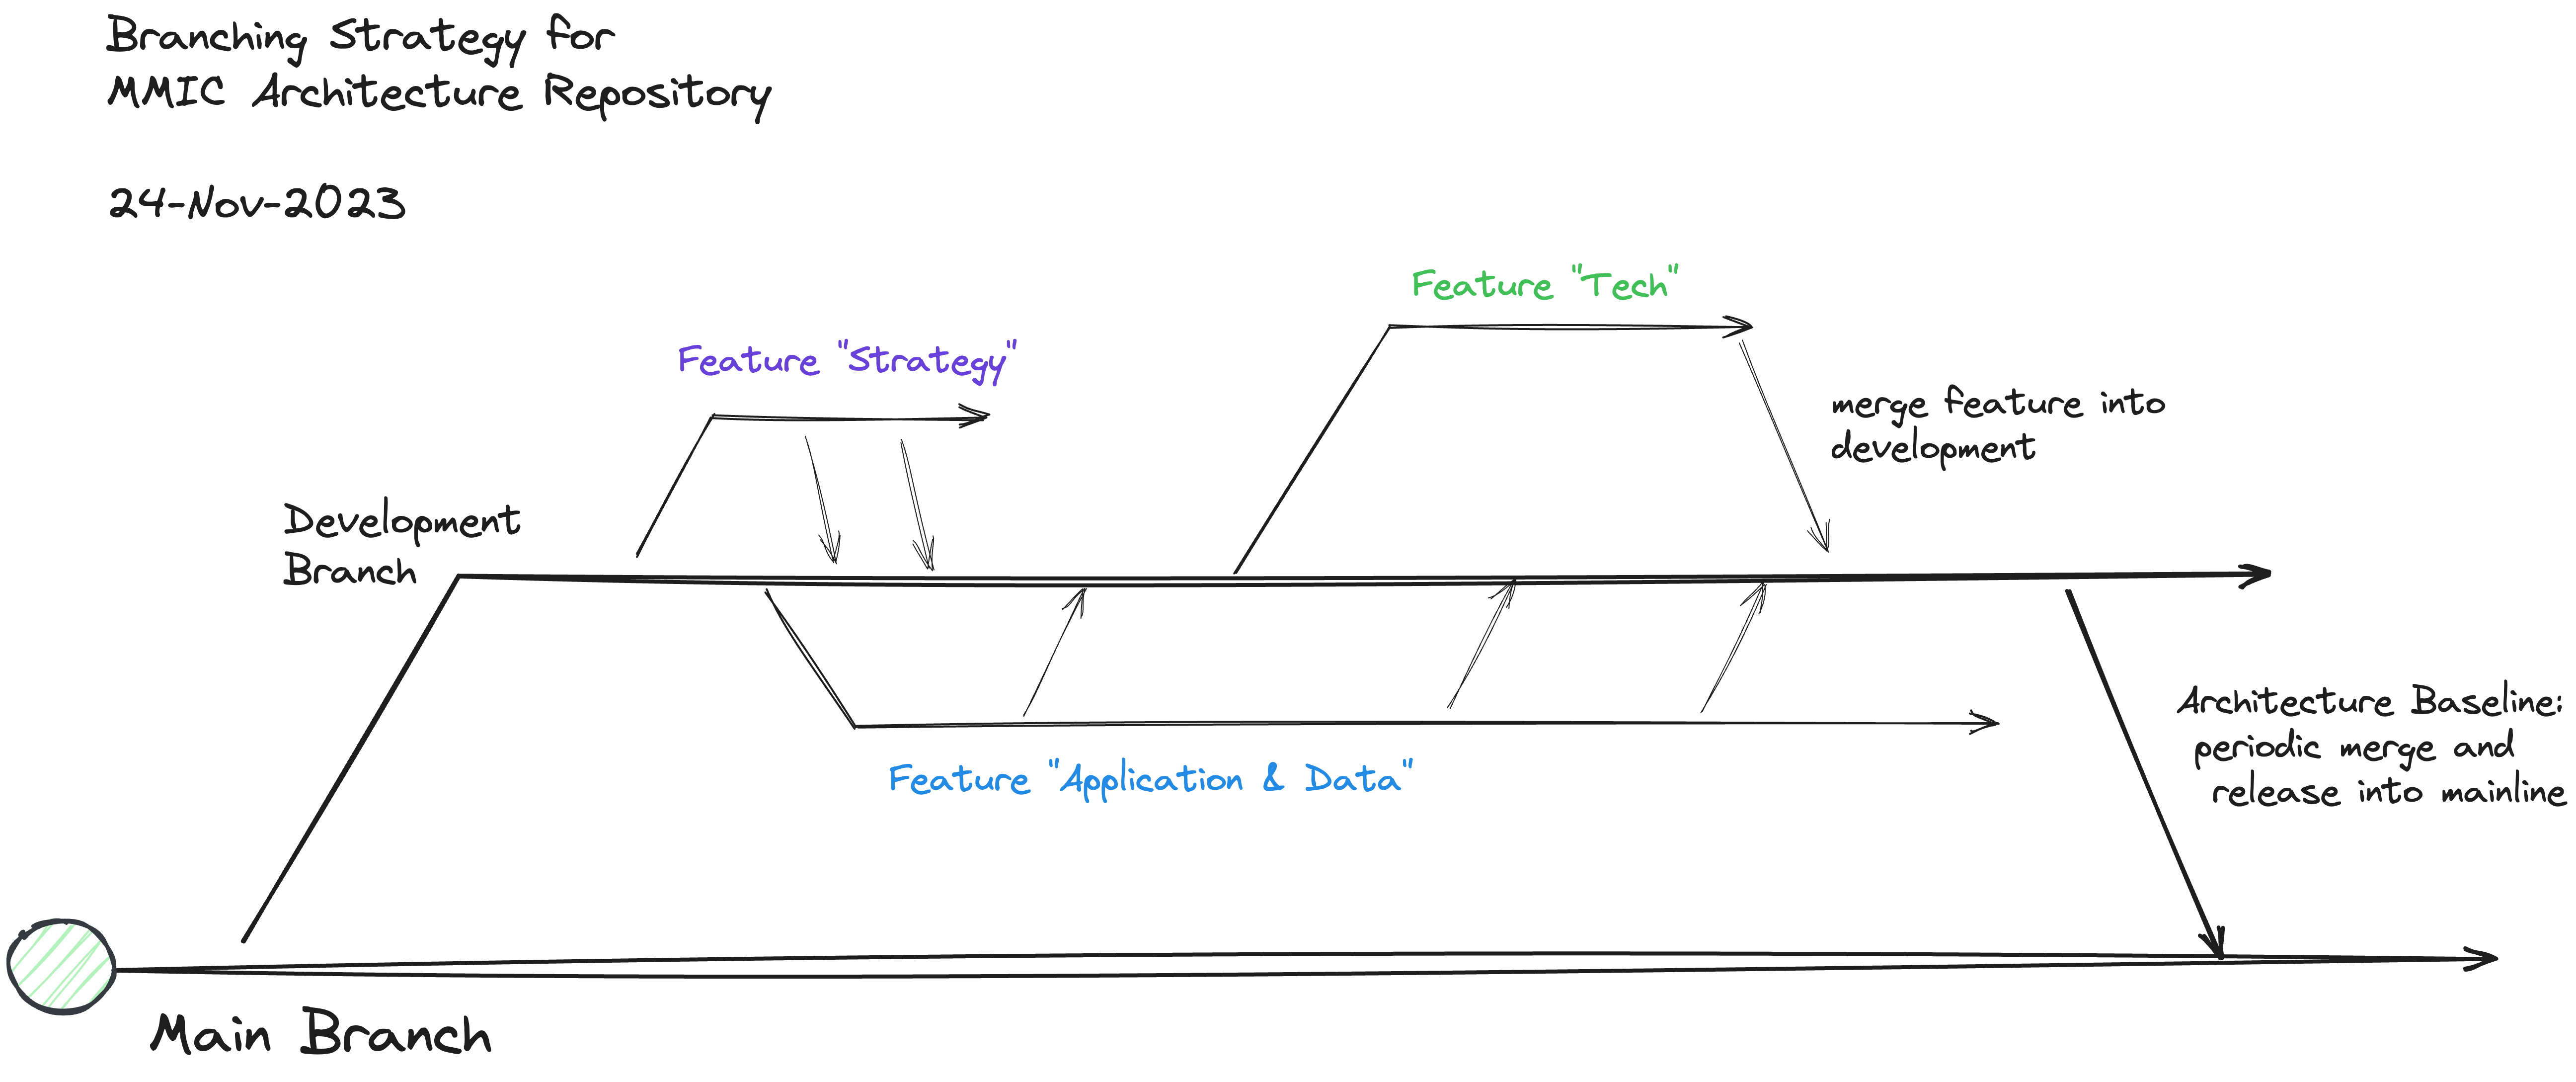 Branching Strategy for
MMIC Architecture Repository
24-Nov-2023
Feature "Tech"
Feature "Strategy"
merge feature into
development
Development
Branch
Architecture Baseline:
periodic merge and
release into mainline
Feature "Application & Data"
Main Branch